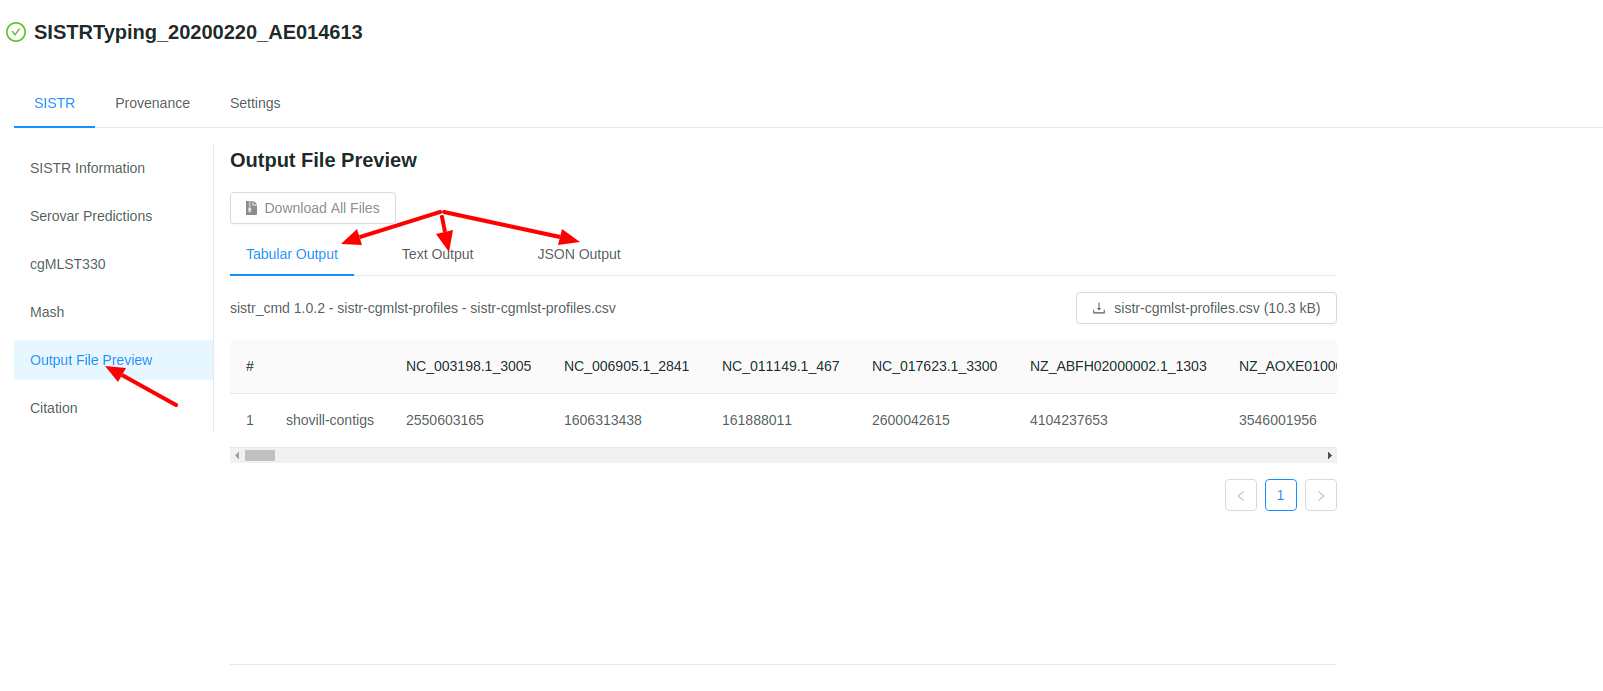 SISTRTyping_20200220_AE014613
SISTR Provenance Settings
SISTR Information
Serovar Predictions
cgMLST330
Mash
Output File Preview
Citation
Output File Preview
Download All Files
Tabular Output Text Output JSON Output
sistr_cmd 1.0.2 - sistr-cgmlst-profiles - sistr-cgmlst-profiles.csv
sistr-cgmlst-profiles.csv (10.3 kB)
# NC_003198.1_3005 NC_006905.1_2841 NC_011149.1_467 NC_017623.1_3300 NZ_ABFH02000002.1_1303 NZ_AOXE0100
1 shovill-contigs 2550603165 1606313438 161888011 2600042615 4104237653 3546001956
1